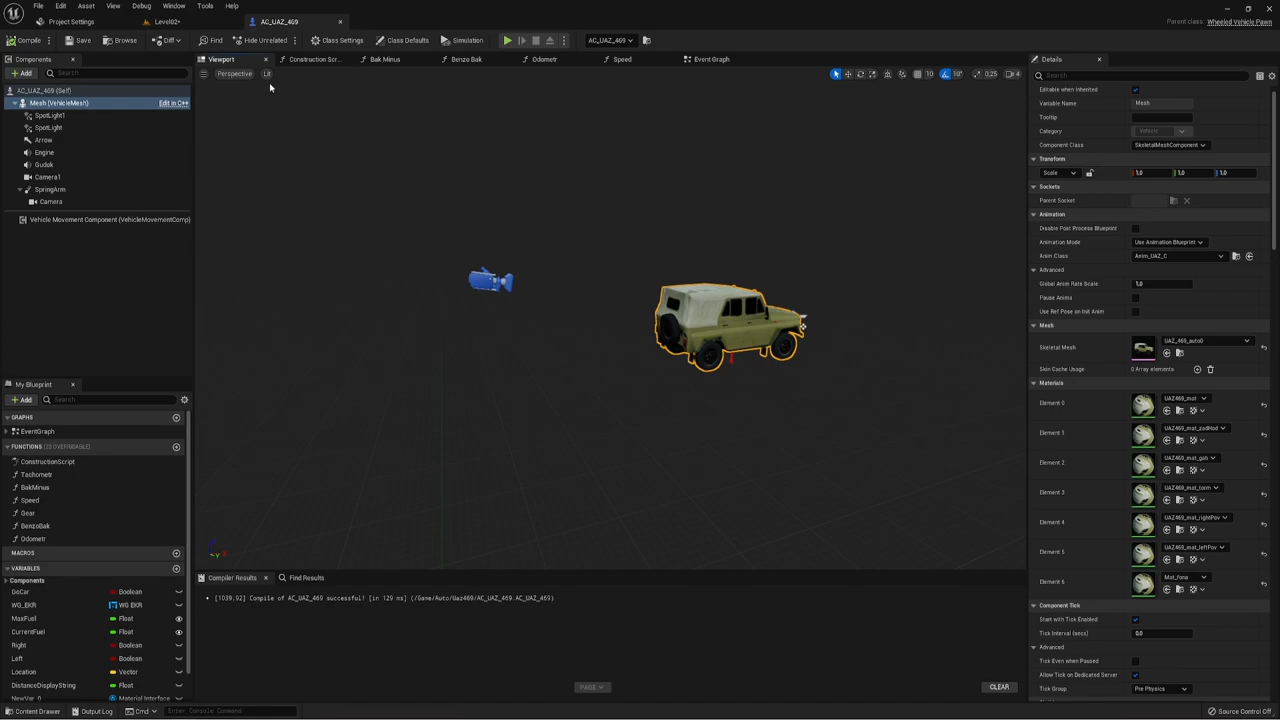 File Edit Asset View Debug Window Tools Help
Project Settings
Level02•
AC_UAZ_469
Parent class: Wheeled Vehicle Pawn
Compile
Save
Browse
Diff
Find
Hide Unrelated
Class Settings
Class Defaults
Simulation
AC_UAZ_469
Components
Add
Search
AC_UAZ_469 (Self)
Mesh (VehicleMesh)
Edit in C++
SpotLight1
SpotLight
Arrow
Engine
Gudok
Camera1
SpringArm
Camera
Vehicle Movement Component (VehicleMovementComp)
My Blueprint
Add
Search
GRAPHS
EventGraph
FUNCTIONS (23 OVERRIDABLE)
ConstructionScript
Tachometr
BakMinus
Speed
Gear
BenzoBak
Odometr
MACROS
VARIABLES
Components
GoCar Boolean
WG_EKR WG EKR
MaxFuel Float
CurrentFuel Float
Right Boolean
Left Boolean
Location Vector
DistanceDisplayString Float
NewVar_0 Material Interface
Viewport
Construction Scr...
Bak Minus
Benzo Bak
Odometr
Speed
Event Graph
Perspective
Lit
10
10°
0,25
4
Compiler Results
Find Results
[1039.92] Compile of AC_UAZ_469 successful! [in 129 ms] (/Game/Auto/Uaz469/AC_UAZ_469.AC_UAZ_469)
PAGE
CLEAR
Details
Search
Editable when Inherited
Variable Name Mesh
Tooltip
Category Vehicle
Component Class SkeletalMeshComponent
Transform
Scale 1.0 1.0 1.0
Sockets
Parent Socket
Animation
Disable Post Process Blueprint
Animation Mode Use Animation Blueprint
Anim Class Anim_UAZ_C
Advanced
Global Anim Rate Scale 1.0
Pause Anims
Use Ref Pose on Init Anim
Mesh
Skeletal Mesh UAZ_469_auto0
Skin Cache Usage 0 Array elements
Materials
Element 0 UAZ469_mat
Element 1 UAZ469_mat_zadHod
Element 2 UAZ469_mat_gab
Element 3 UAZ469_mat_torm
Element 4 UAZ469_mat_rightPov
Element 5 UAZ469_mat_leftPov
Element 6 Mat_fona
Component Tick
Start with Tick Enabled
Tick Interval (secs) 0.0
Advanced
Tick Even when Paused
Allow Tick on Dedicated Server
Tick Group Pre Physics
Content Drawer
Output Log
Cmd
Enter Console Command
Source Control Off